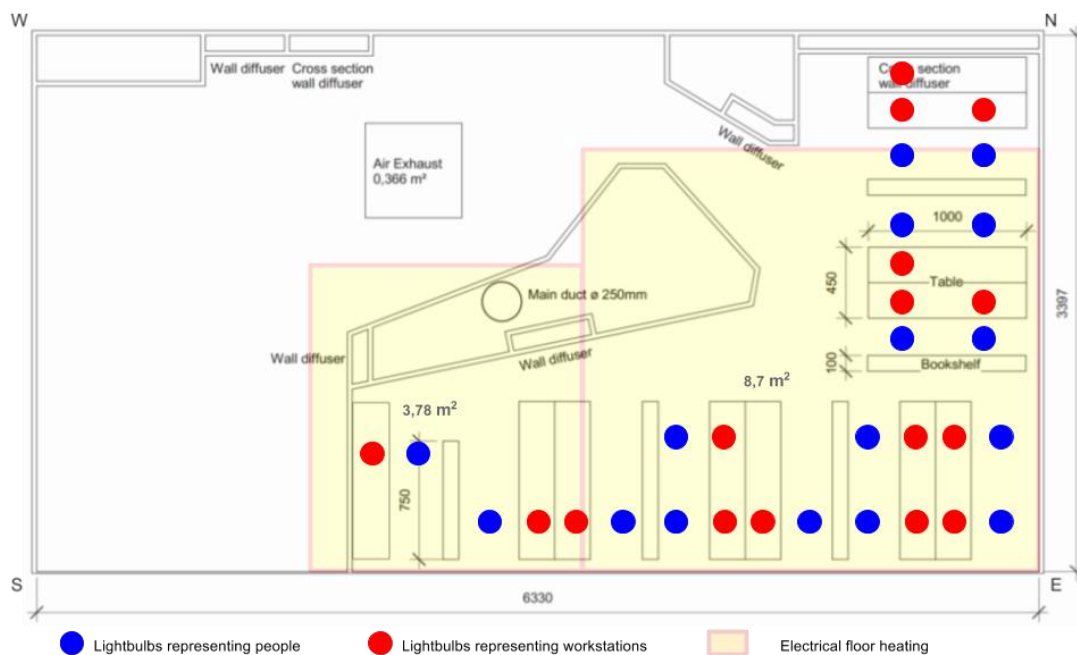 W
N
Wall diffuser
Cross section
wall diffuser
Cross section
wall diffuser
Wall diffuser
Air Exhaust
0,366 m²
1000
Main duct ø 250mm
450
Table
3397
Wall diffuser
Wall diffuser
100
Bookshelf
8,7 m²
3,78 m²
750
S
E
6330
Lightbulbs representing people
Lightbulbs representing workstations
Electrical floor heating